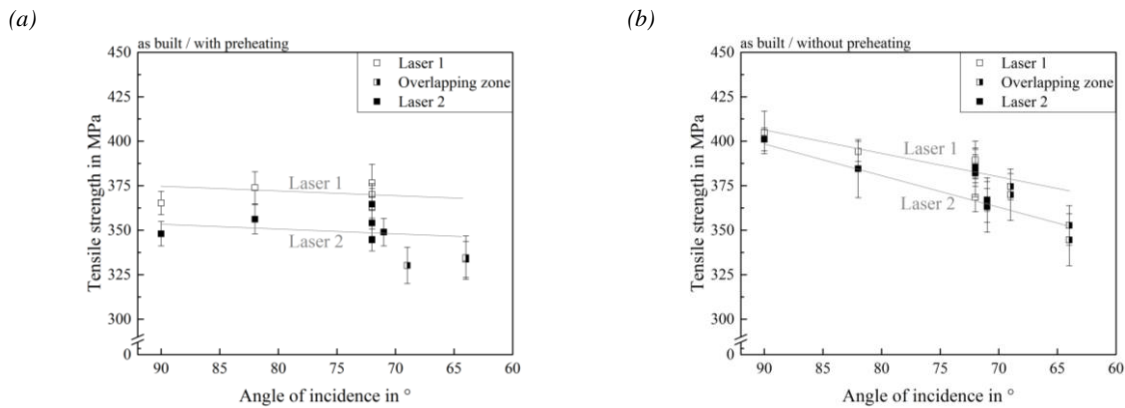 (a)
as built / with preheating
Tensile strength in MPa
450
425
400
375
350
325
300
0
Laser 1
Overlapping zone
Laser 2
Laser 1
Laser 2
90 85 80 75 70 65 60
Angle of incidence in °
(b)
as built / without preheating
Tensile strength in MPa
450
425
400
375
350
325
300
0
Laser 1
Overlapping zone
Laser 2
Laser 1
Laser 2
90 85 80 75 70 65 60
Angle of incidence in °